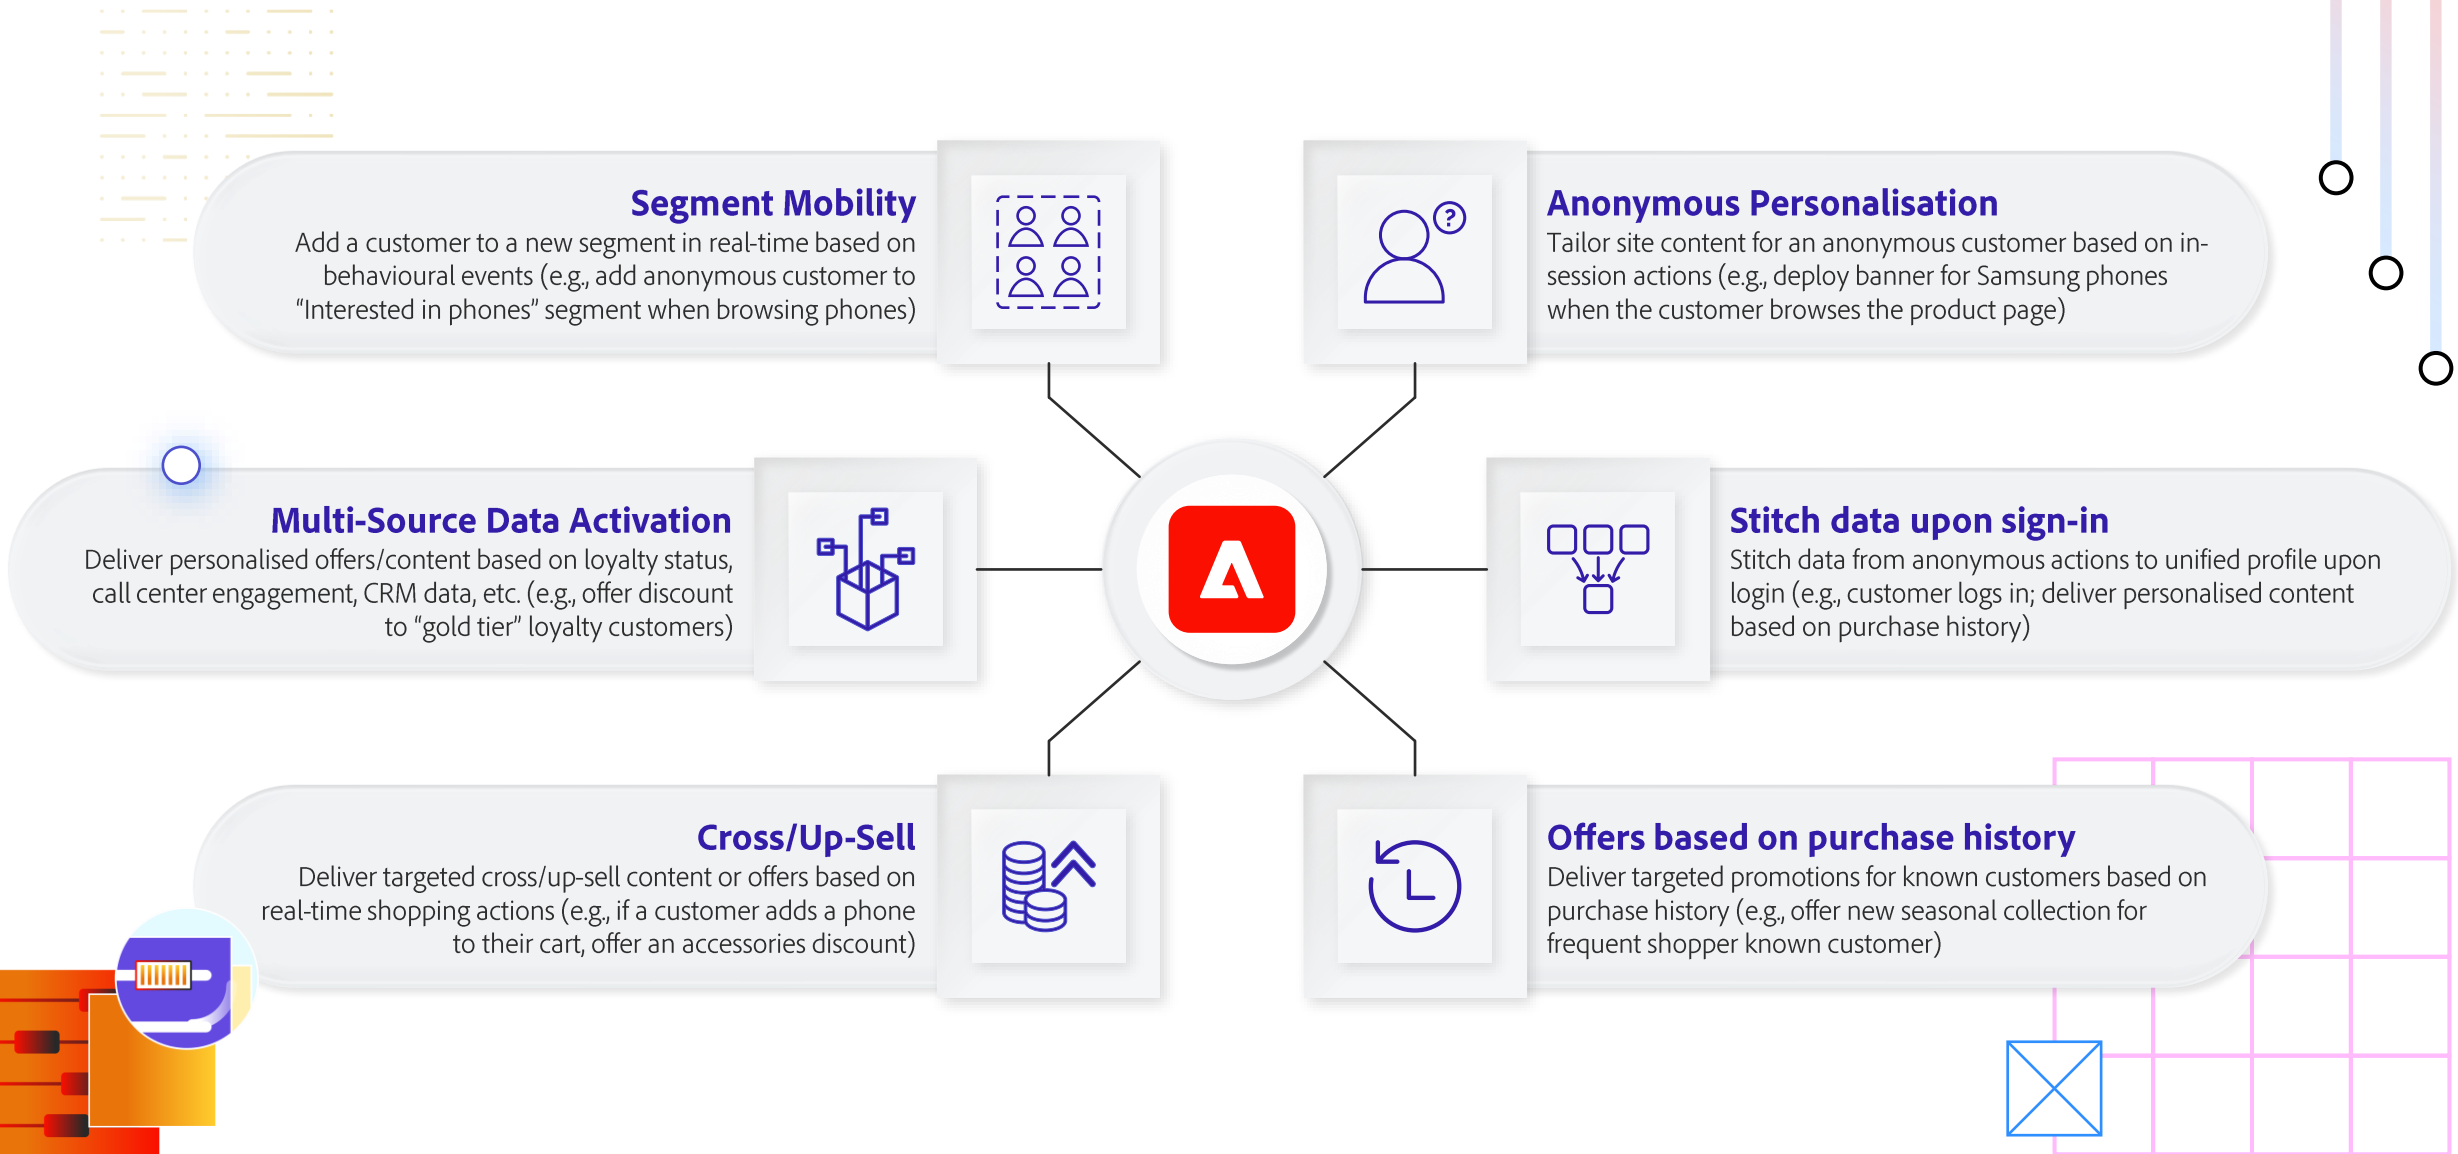 Segment Mobility
Add a customer to a new segment in real-time based on
behavioural events (e.g., add anonymous customer to
“Interested in phones” segment when browsing phones)
?
Anonymous Personalisation
Tailor site content for an anonymous customer based on in-
session actions (e.g., deploy banner for Samsung phones
when the customer browses the product page)
Multi-Source Data Activation
Deliver personalised offers/content based on loyalty status,
call center engagement, CRM data, etc. (e.g., offer discount
to “gold tier” loyalty customers)
Stitch data upon sign-in
Stitch data from anonymous actions to unified profile upon
login (e.g., customer logs in; deliver personalised content
based on purchase history)
Cross/Up-Sell
Deliver targeted cross/up-sell content or offers based on
real-time shopping actions (e.g., if a customer adds a phone
to their cart, offer an accessories discount)
Offers based on purchase history
Deliver targeted promotions for known customers based on
purchase history (e.g., offer new seasonal collection for
frequent shopper known customer)